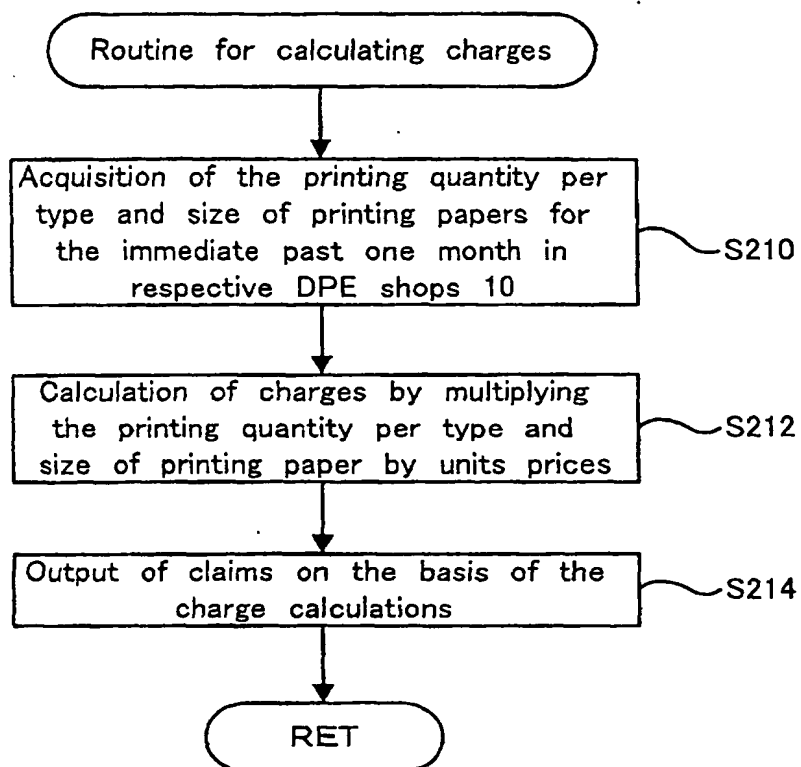 Routine for calculating charges
Acquisition of the printing quantity per
type and size of printing papers for
the immediate past one month in
respective DPE shops 10
S210
Calculation of charges by multiplying
the printing quantity per type and
size of printing paper by units prices
S212
Output of claims on the basis of the
charge calculations
S214
RET